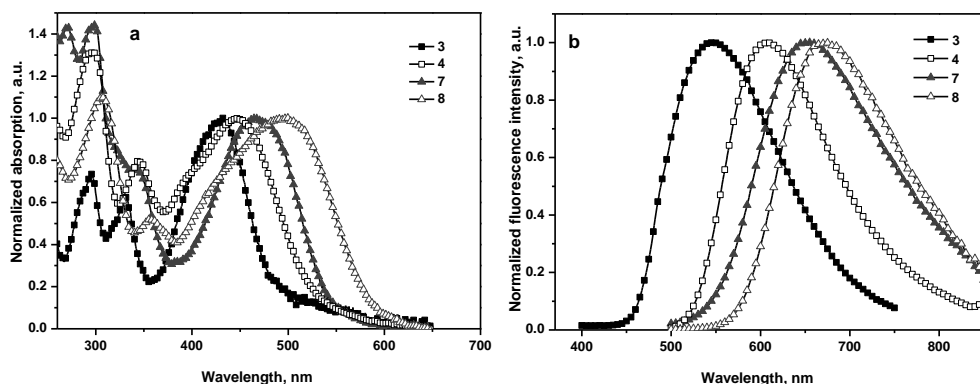 a
Normalized absorption, a.u.
1.4
1.2
1.0
0.8
0.6
0.4
0.2
0.0
300 400 500 600 700
Wavelength, nm
3
4
7
8
b
Normalized fluorescence intensity, a.u.
1.0
0.8
0.6
0.4
0.2
0.0
400 500 600 700 800
Wavelength, nm
3
4
7
8